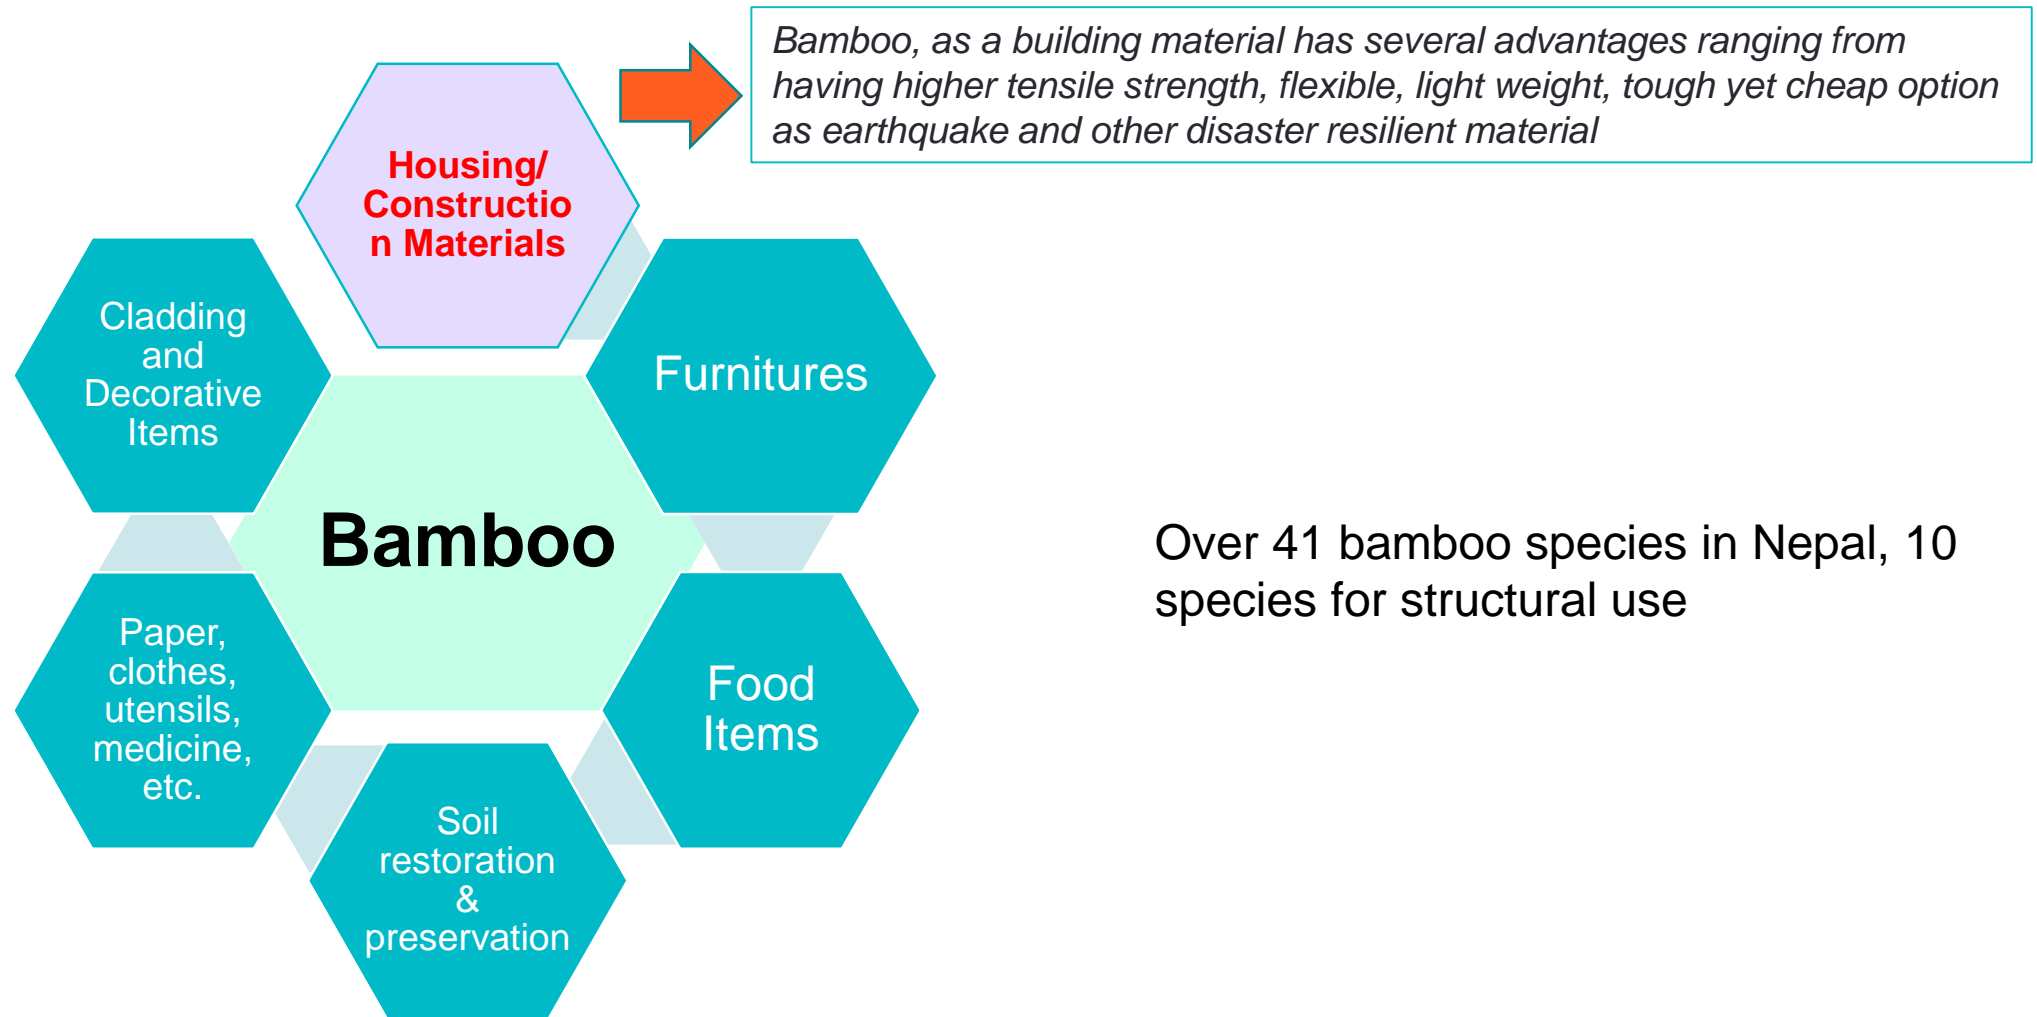 Bamboo, as a building material has several advantages ranging from
having higher tensile strength, flexible, light weight, tough yet cheap option
as earthquake and other disaster resilient material
Housing/
Constructio
n Materials
Cladding
and
Decorative
Items
Furnitures
Bamboo
Over 41 bamboo species in Nepal, 10
species for structural use
Paper,
clothes,
utensils,
medicine,
etc.
Food
Items
Soil
restoration
&
preservation